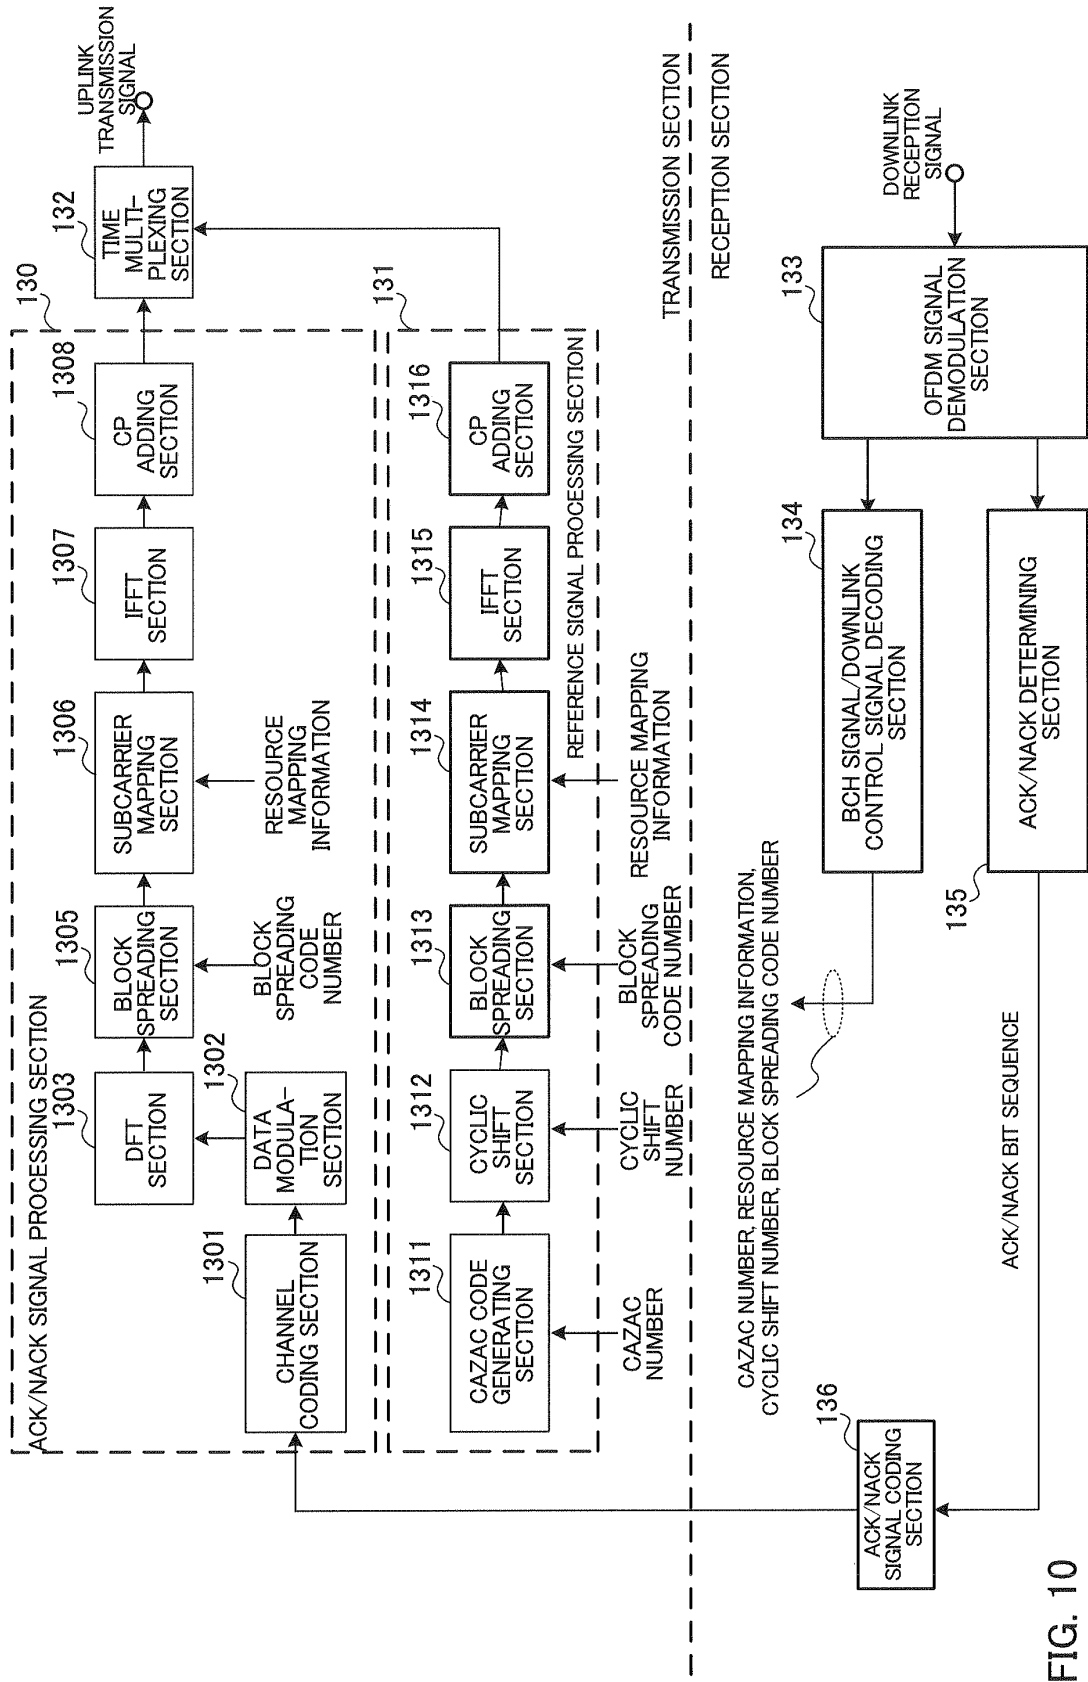 ACK/NACK SIGNAL PROCESSING SECTION
130
1301
CHANNEL
CODING SECTION
1302
DATA
MODULA-
TION
SECTION
1303
DFT
SECTION
1305
BLOCK
SPREADING
SECTION
BLOCK
SPREADING
CODE
NUMBER
1306
SUBCARRIER
MAPPING
SECTION
RESOURCE
MAPPING
INFORMATION
1307
IFFT
SECTION
1308
CP
ADDING
SECTION
132
TIME
MULTI-
PLEXING
SECTION
UPLINK
TRANSMISSION
SIGNAL
131
1311
CAZAC CODE
GENERATING
SECTION
CAZAC
NUMBER
1312
CYCLIC
SHIFT
SECTION
CYCLIC
SHIFT
NUMBER
1313
BLOCK
SPREADING
SECTION
BLOCK
SPREADING
CODE NUMBER
1314
SUBCARRIER
MAPPING
SECTION
RESOURCE MAPPING
INFORMATION
1315
IFFT
SECTION
1316
CP
ADDING
SECTION
REFERENCE SIGNAL PROCESSING SECTION
TRANSMISSION SECTION
RECEPTION SECTION
CAZAC NUMBER, RESOURCE MAPPING INFORMATION,
CYCLIC SHIFT NUMBER, BLOCK SPREADING CODE NUMBER
134
BCH SIGNAL/DOWNLINK
CONTROL SIGNAL DECODING
SECTION
133
OFDM SIGNAL
DEMODULATION
SECTION
DOWNLINK
RECEPTION
SIGNAL
136
ACK/NACK
SIGNAL CODING
SECTION
ACK/NACK BIT SEQUENCE
135
ACK/NACK DETERMINING
SECTION
FIG. 10